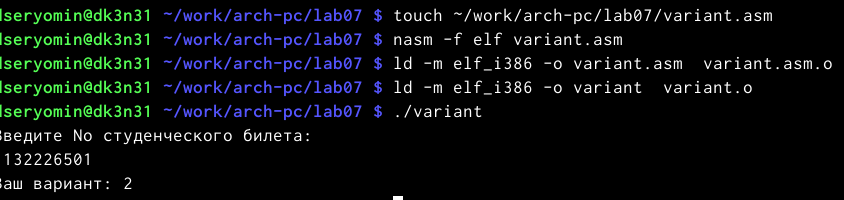 lseryomin@dk3n31 ~/work/arch-pc/lab07 $ touch ~/work/arch-pc/lab07/variant.asm
lseryomin@dk3n31 ~/work/arch-pc/lab07 $ nasm -f elf variant.asm
lseryomin@dk3n31 ~/work/arch-pc/lab07 $ ld -m elf_i386 -o variant.asm  variant.asm.o
lseryomin@dk3n31 ~/work/arch-pc/lab07 $ ld -m elf_i386 -o variant  variant.o
lseryomin@dk3n31 ~/work/arch-pc/lab07 $ ./variant
Введите No студенческого билета:
132226501
Ваш вариант: 2